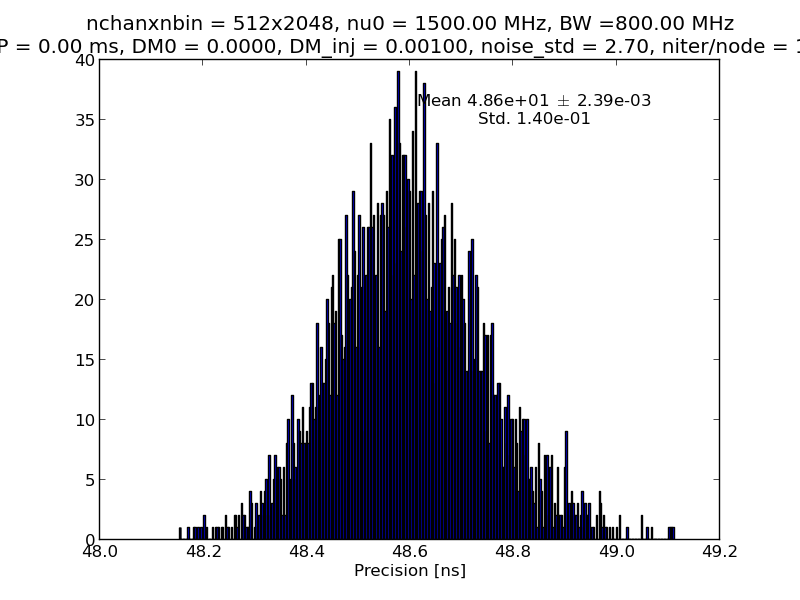 nchanxnbin = 512x2048, nu0 = 1500.00 MHz, BW =800.00 MHz
P = 0.00 ms, DM0 = 0.0000, DM_inj = 0.00100, noise_std = 2.70, niter/node = 1
40
Mean 4.86e+01 ± 2.39e-03
35
Std. 1.40e-01
30
25
20
15
10
5
0
48.0 48.2 48.4 48.6 48.8 49.0 49.2
Precision [ns]